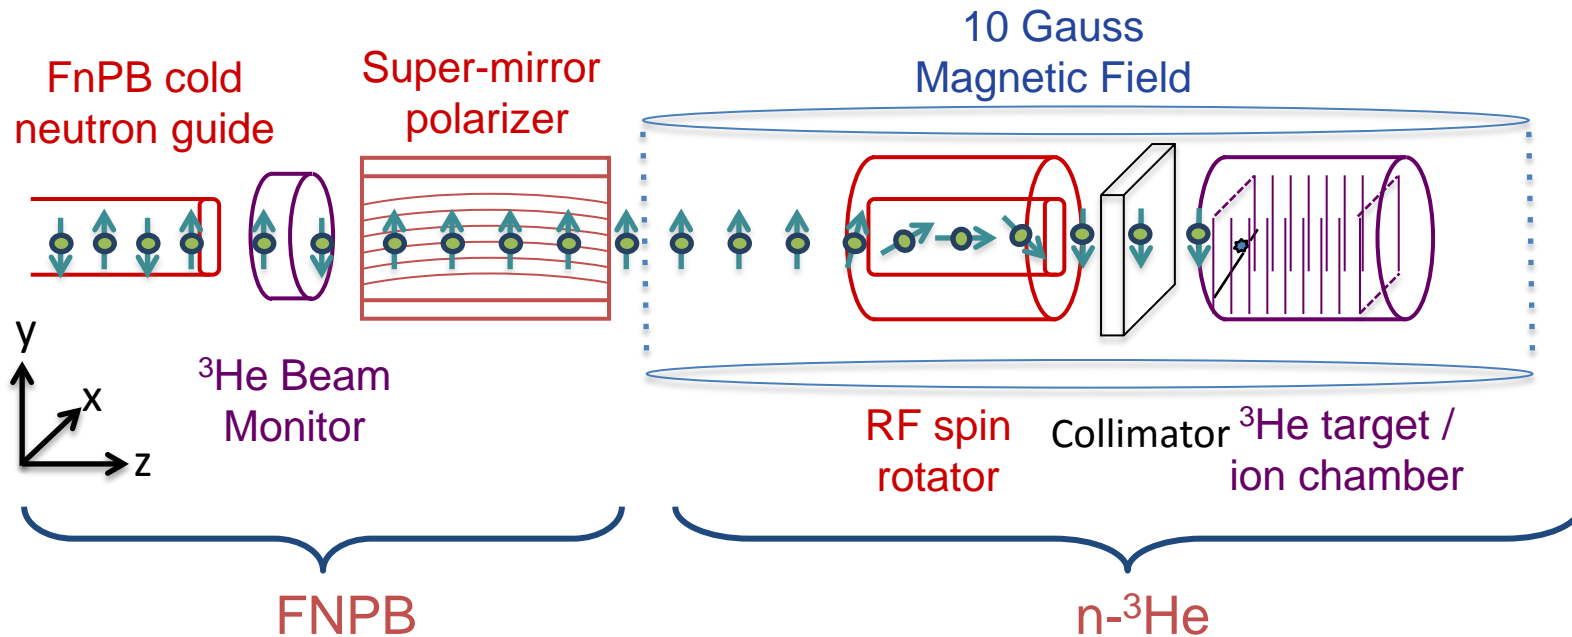 FnPB cold
neutron guide
Super-mirror
polarizer
10 Gauss
Magnetic Field
y
x
z
³He Beam
Monitor
RF spin
rotator
Collimator
³He target /
ion chamber
FNPB
n-³He